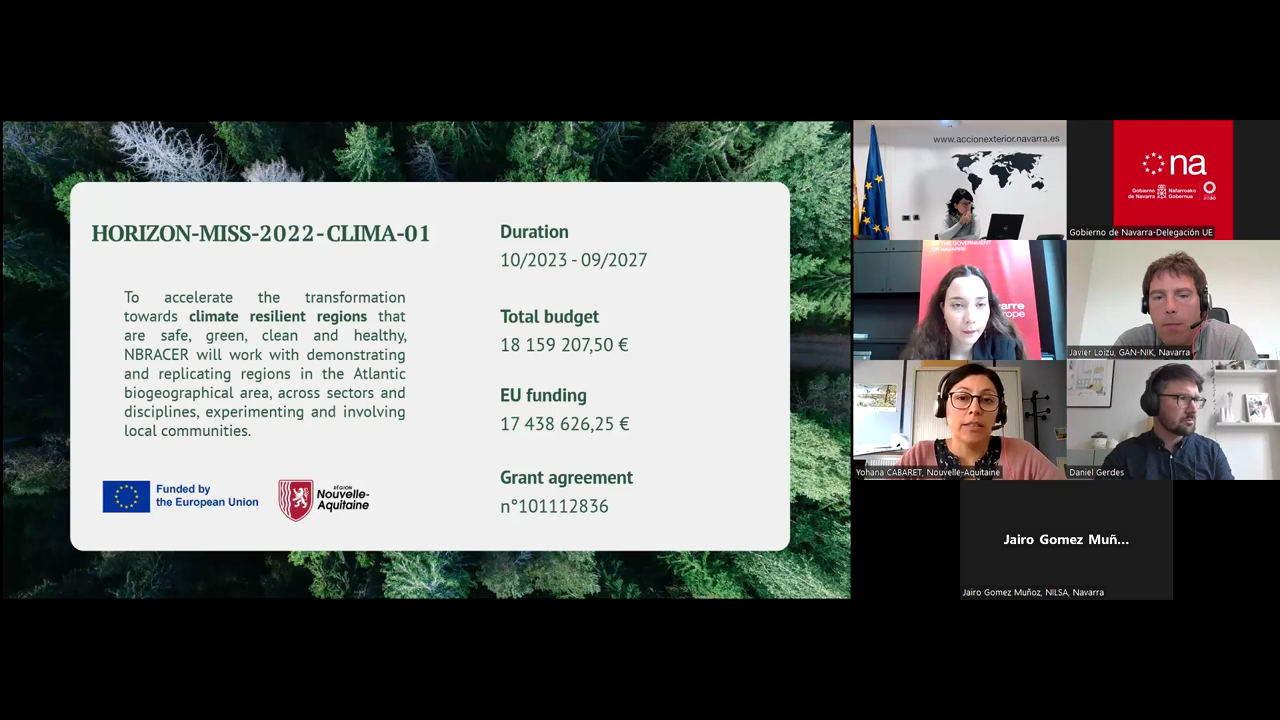 HORIZON-MISS-2022-CLIMA-01
To accelerate the transformation
towards climate resilient regions that
are safe, green, clean and healthy,
NBRACER will work with demonstrating
and replicating regions in the Atlantic
biogeographical area, across sectors and
disciplines, experimenting and involving
local communities.
Funded by
the European Union
RÉGION
Nouvelle-
Aquitaine
Duration
10/2023 - 09/2027
Total budget
18 159 207,50 €
EU funding
17 438 626,25 €
Grant agreement
n°101112836
www.accionexterior.navarra.es
na
Gobierno
de Navarra
Nafarroako
Gobernua
Gobierno de Navarra-Delegación UE
THE GOVERNMENT
OF NAVARRE
Javier Loizu, GAN-NIK, Navarra
Yohana CABARET, Nouvelle-Aquitaine
Daniel Gerdes
Jairo Gomez Muñ...
Jairo Gomez Muñoz, NILSA, Navarra